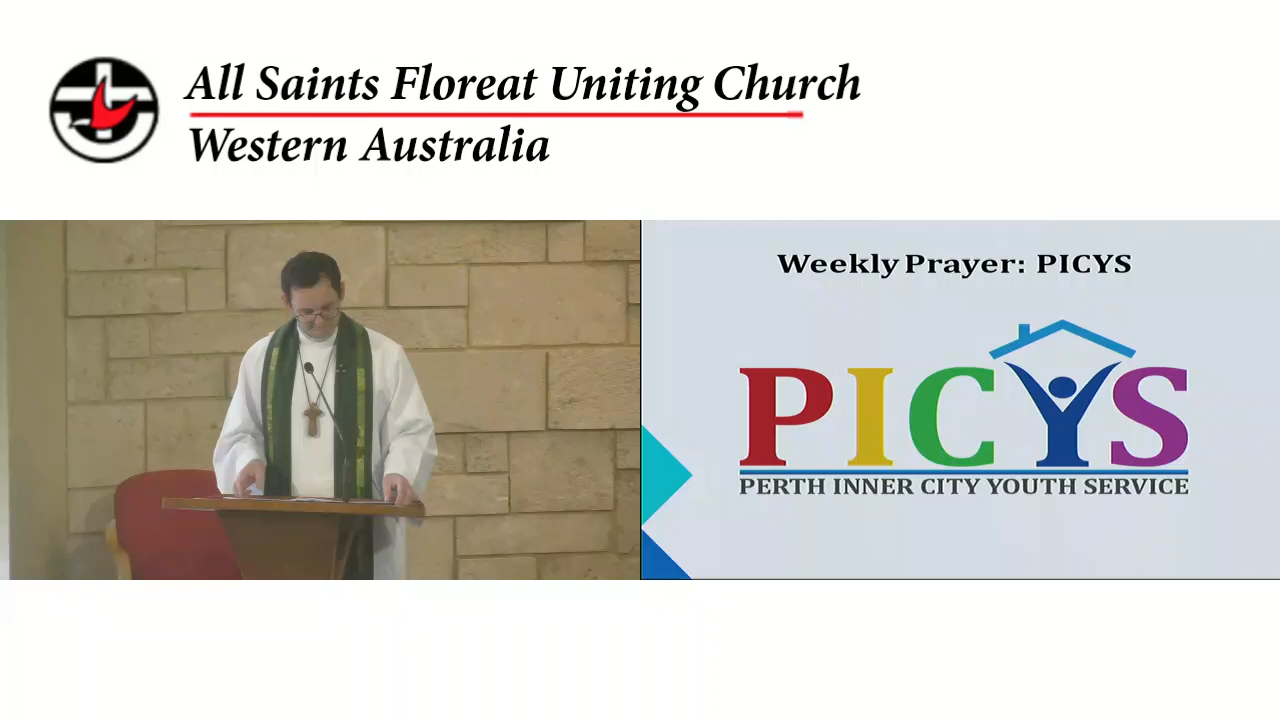 All Saints Floreat Uniting Church
Western Australia
Weekly Prayer: PICYS
PICYS
PERTH INNER CITY YOUTH SERVICE